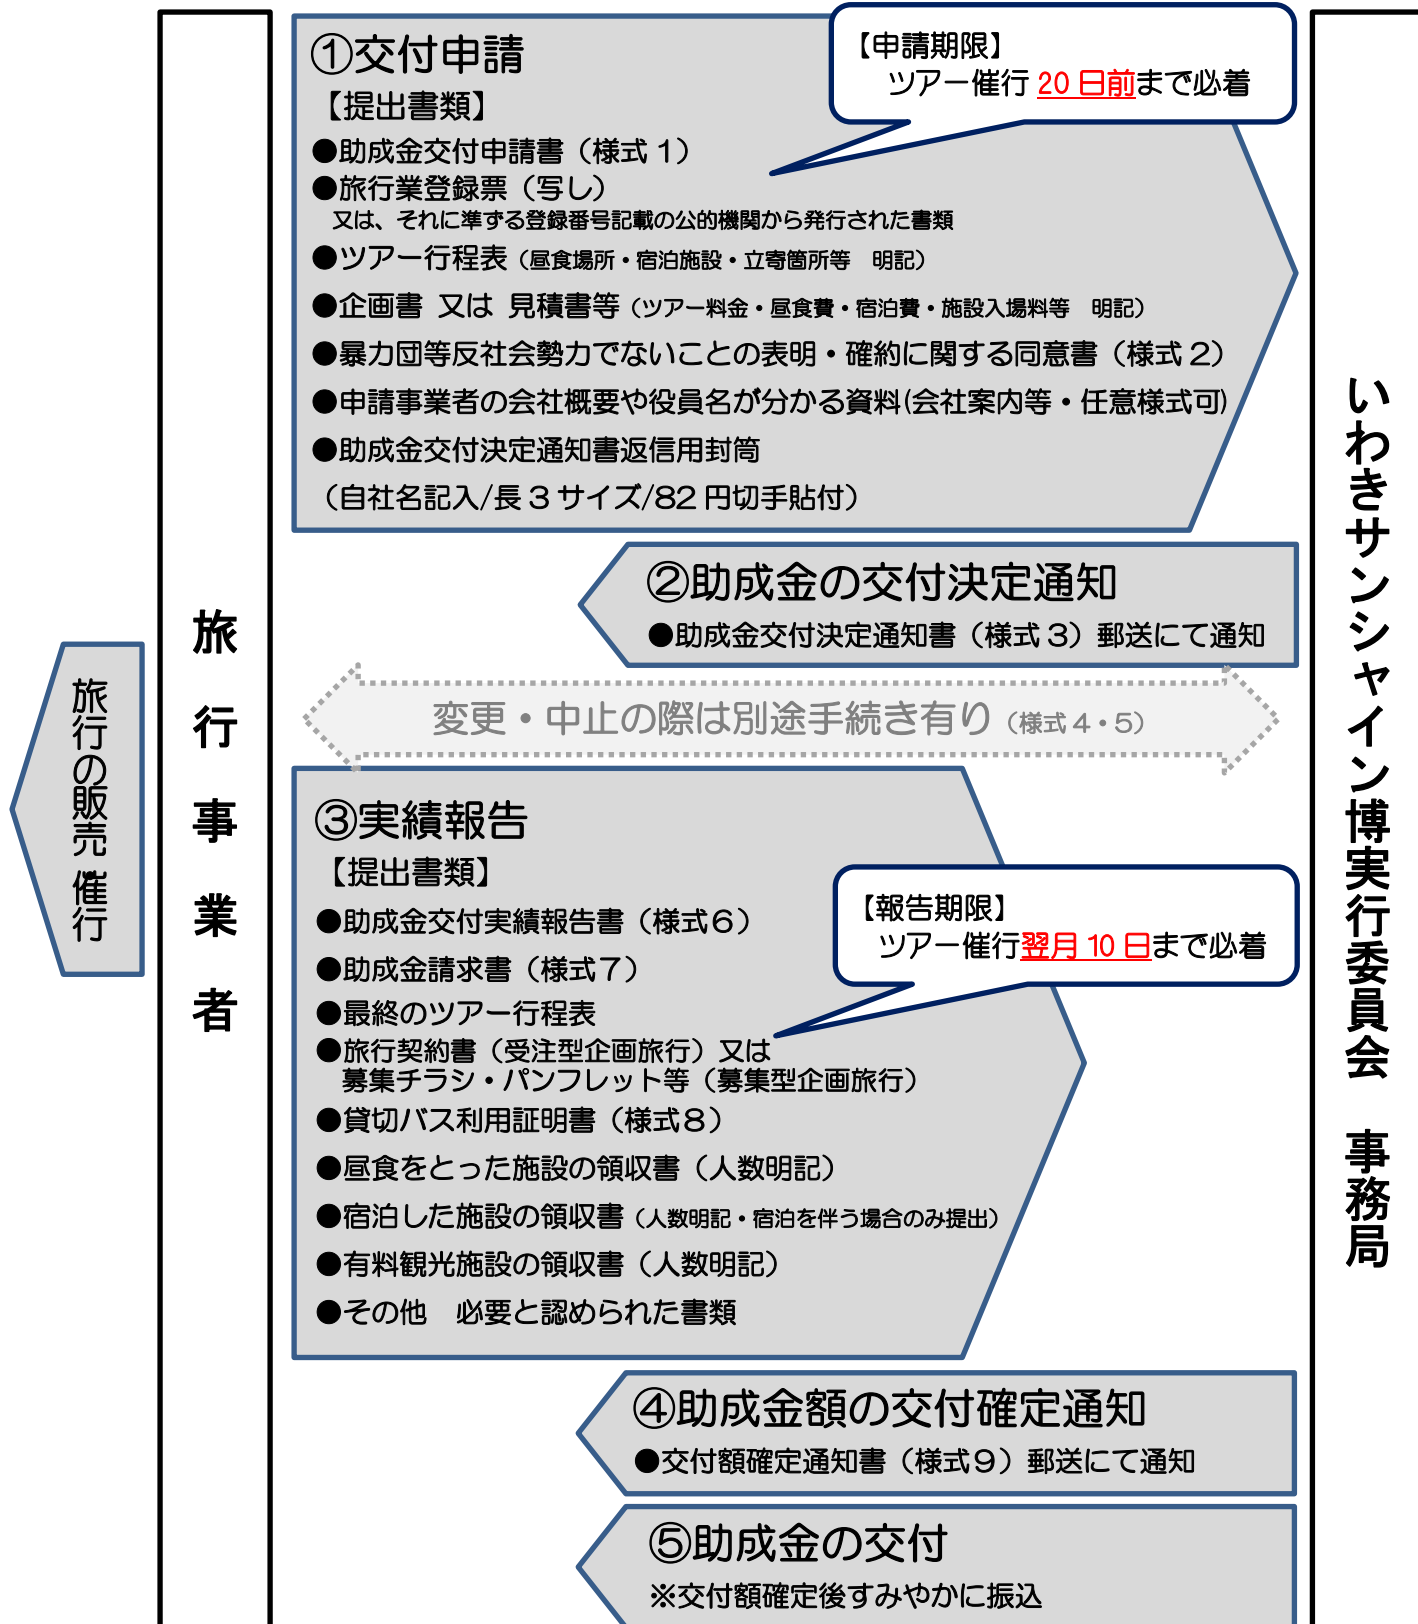 ①交付申請
【提出書類】
【申請期限】
ツアー催行 20 日前まで必着
●助成金交付申請書（様式 1）
●旅行業登録票（写し）
又は、それに準ずる登録番号記載の公的機関から発行された書類
●ツアー行程表（昼食場所・宿泊施設・立寄箇所等　明記）
●企画書 又は 見積書等（ツアー料金・昼食費・宿泊費・施設入場料等　明記）
●暴力団等反社会勢力でないことの表明・確約に関する同意書（様式 2）
●申請事業者の会社概要や役員名が分かる資料(会社案内等・任意様式可)
●助成金交付決定通知書返信用封筒
（自社名記入/長 3 サイズ/82 円切手貼付）
②助成金の交付決定通知
●助成金交付決定通知書（様式 3）郵送にて通知
変更・中止の際は別途手続き有り（様式 4・5）
③実績報告
【提出書類】
【報告期限】
ツアー催行翌月 10 日まで必着
●助成金交付実績報告書（様式６）
●助成金請求書（様式７）
●最終のツアー行程表
●旅行契約書（受注型企画旅行）又は
募集チラシ・パンフレット等（募集型企画旅行）
●貸切バス利用証明書（様式８）
●昼食をとった施設の領収書（人数明記）
●宿泊した施設の領収書（人数明記・宿泊を伴う場合のみ提出）
●有料観光施設の領収書（人数明記）
●その他　必要と認められた書類
④助成金額の交付確定通知
●交付額確定通知書（様式９）郵送にて通知
⑤助成金の交付
※交付額確定後すみやかに振込
旅行事業者
旅行の販売・催行
いわきサンシャイン博実行委員会　事務局